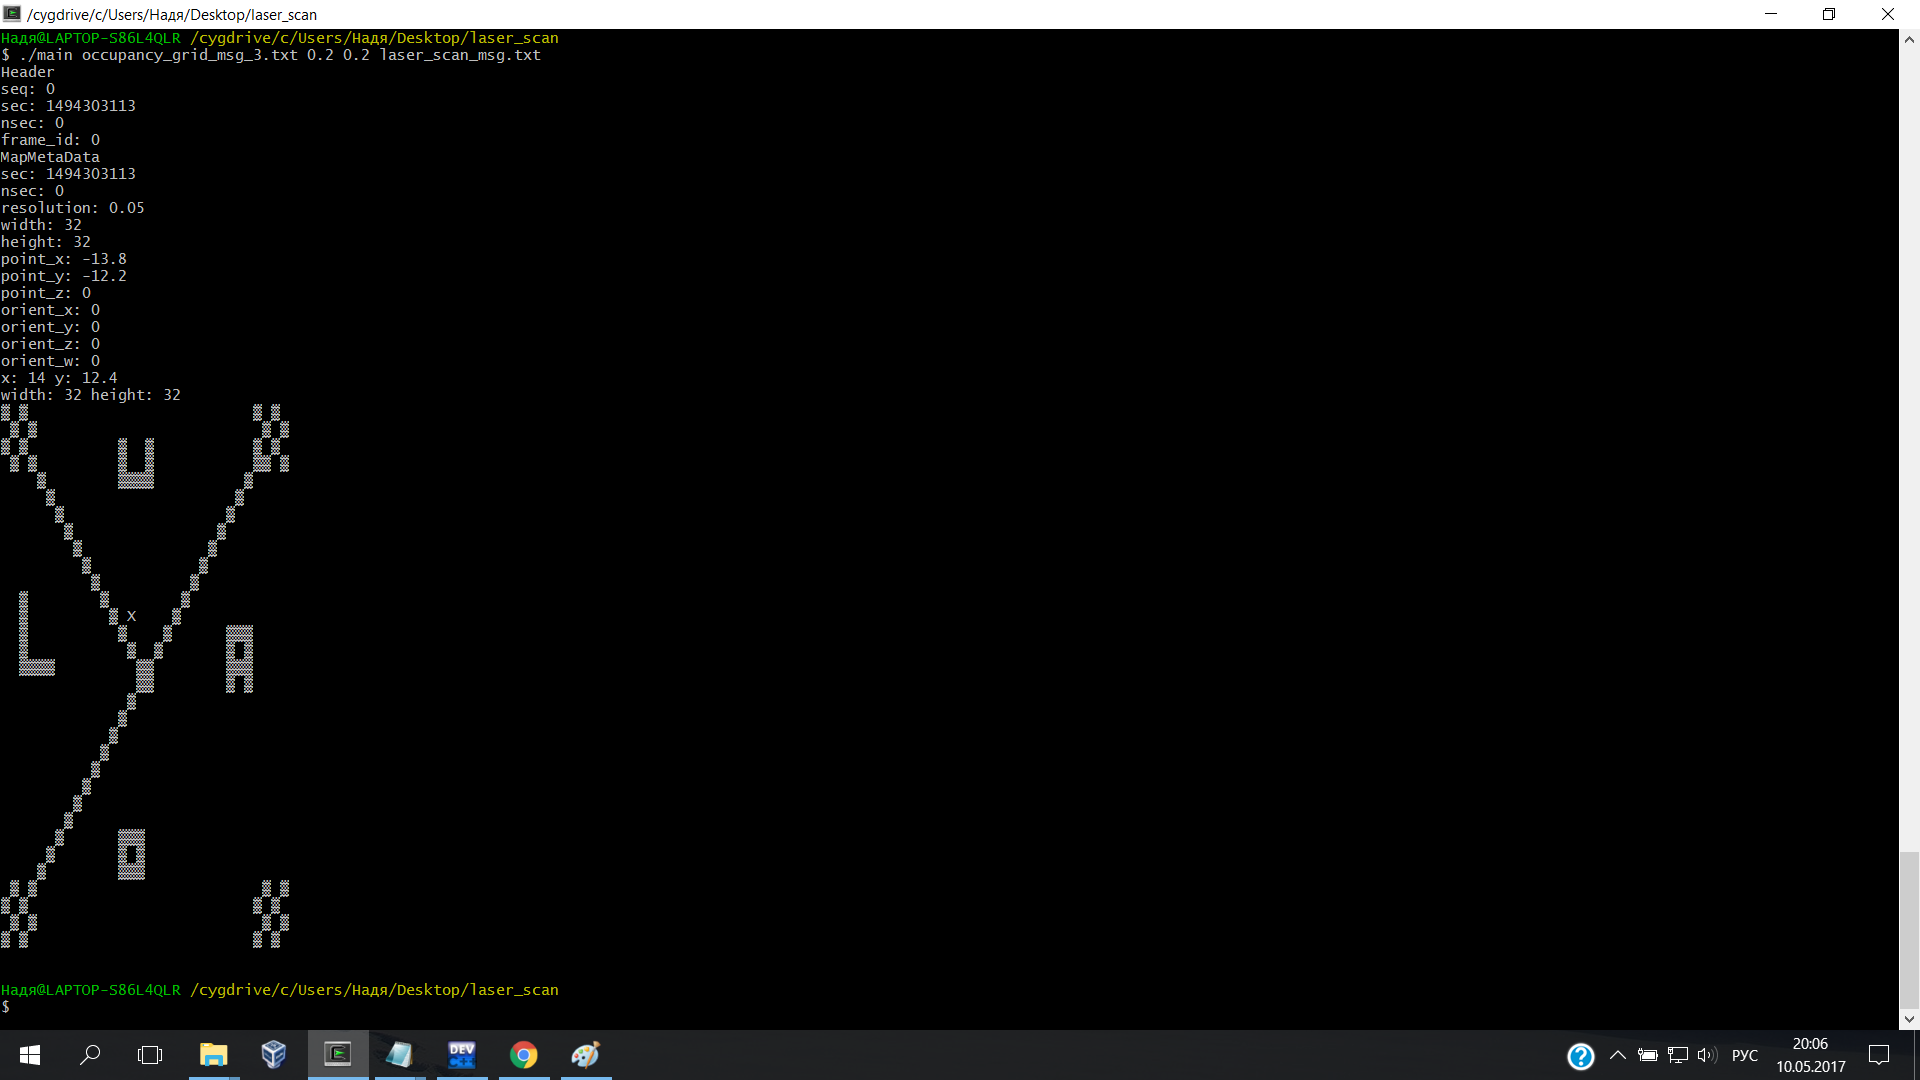 /cygdrive/c/Users/Надя/Desktop/laser_scan
Надя@LAPTOP-S86L4QLR /cygdrive/c/Users/Надя/Desktop/laser_scan
$ ./main occupancy_grid_msg_3.txt 0.2 0.2 laser_scan_msg.txt
Header
seq: 0
sec: 1494303113
nsec: 0
frame_id: 0
MapMetaData
sec: 1494303113
nsec: 0
resolution: 0.05
width: 32
height: 32
point_x: -13.8
point_y: -12.2
point_z: 0
orient_x: 0
orient_y: 0
orient_z: 0
orient_w: 0
x: 14 y: 12.4
width: 32 height: 32
X
Надя@LAPTOP-S86L4QLR /cygdrive/c/Users/Надя/Desktop/laser_scan
$
DEV
C++
РУС
20:06
10.05.2017